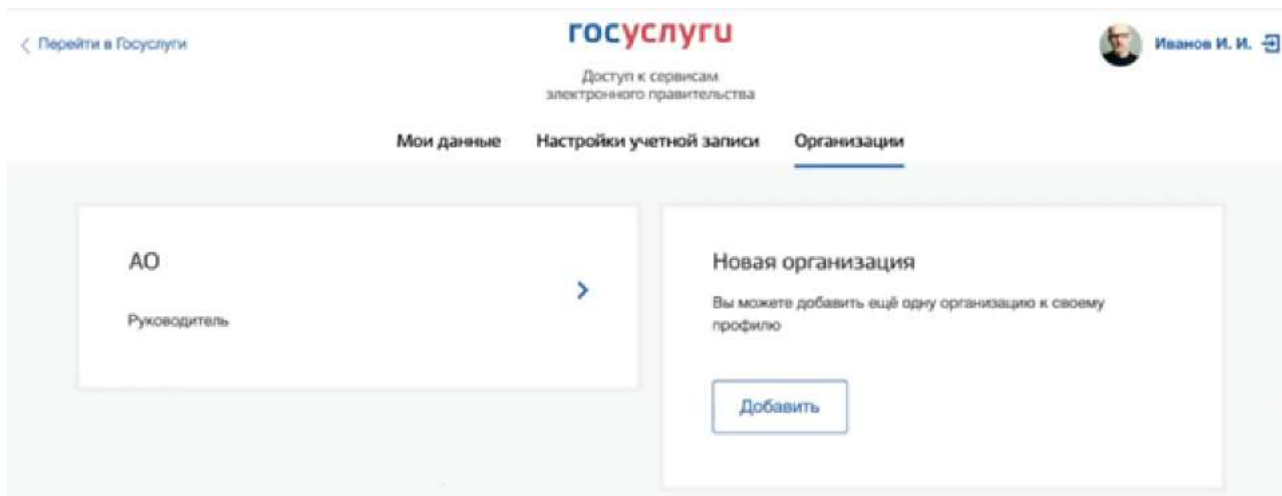 Перейти в Госуслуги
госуслуги
Иванов И. И.
Доступ к сервисам
электронного правительства
Мои данные Настройки учетной записи Организации
АО
Руководитель
Новая организация
Вы можете добавить ещё одну организацию к своему
профилю
Добавить